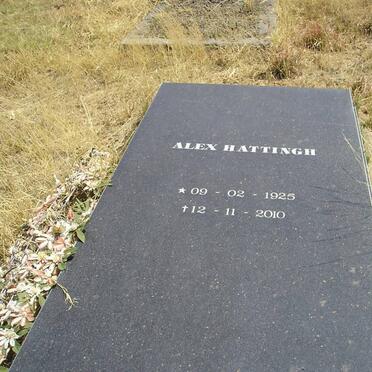 ALEX HATTINGH
* 09 - 02 - 1925
† 12 - 11 - 2010